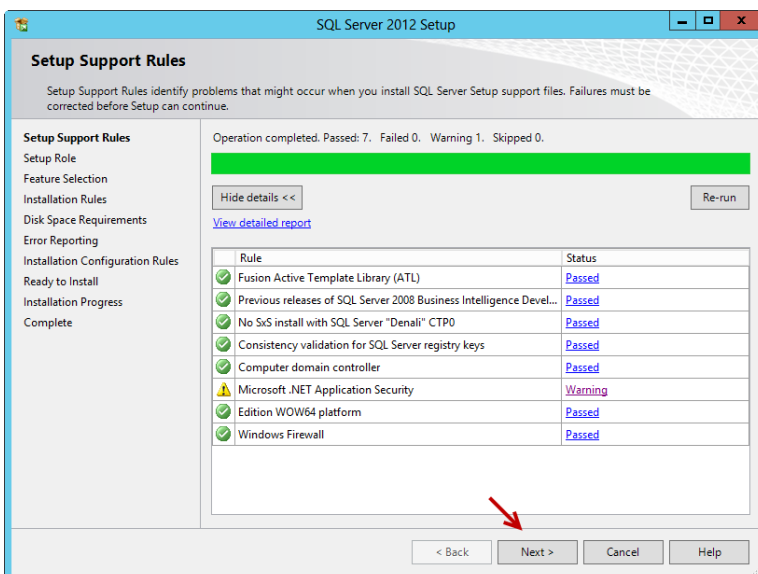 SQL Server 2012 Setup
Setup Support Rules
Setup Support Rules identify problems that might occur when you install SQL Server Setup support files. Failures must be
corrected before Setup can continue.
Setup Support Rules
Setup Role
Feature Selection
Installation Rules
Disk Space Requirements
Error Reporting
Installation Configuration Rules
Ready to Install
Installation Progress
Complete
Operation completed. Passed: 7. Failed 0. Warning 1. Skipped 0.
Hide details << Re-run
View detailed report
Rule Status
Fusion Active Template Library (ATL) Passed
Previous releases of SQL Server 2008 Business Intelligence Devel... Passed
No SxS install with SQL Server "Denali" CTP0 Passed
Consistency validation for SQL Server registry keys Passed
Computer domain controller Passed
Microsoft .NET Application Security Warning
Edition WOW64 platform Passed
Windows Firewall Passed
< Back Next > Cancel Help